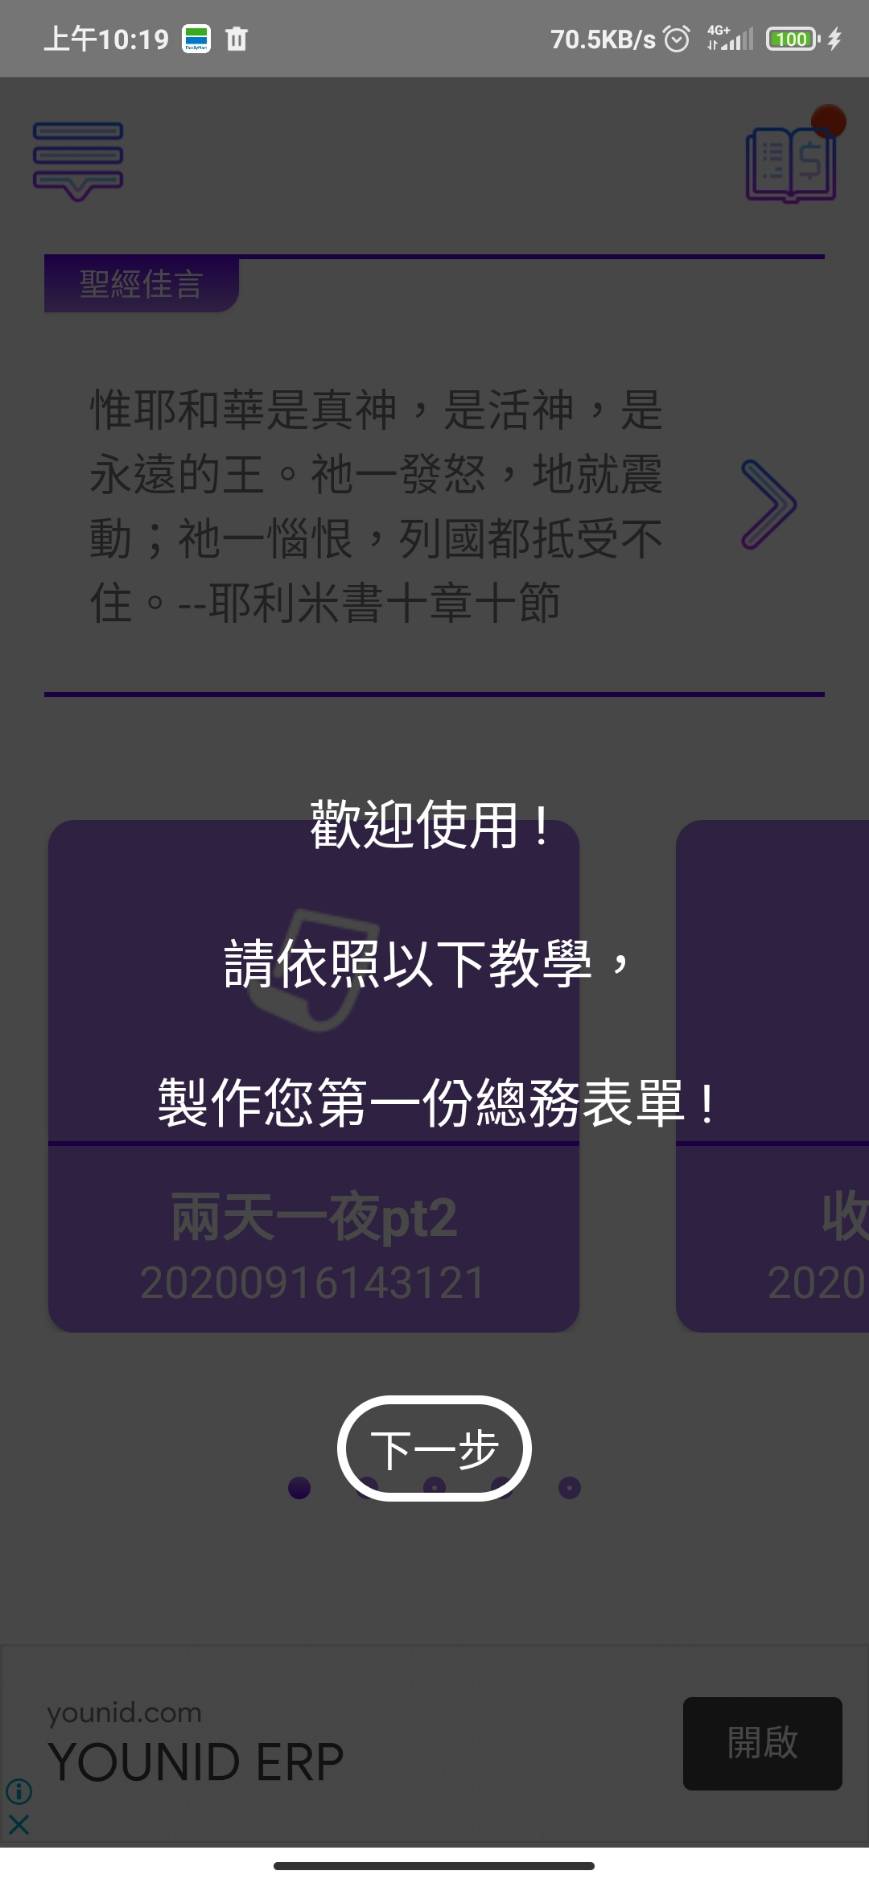 上午10:19
70.5KB/s
4G+
100
聖經佳言
惟耶和華是真神，是活神，是
永遠的王。祂一發怒，地就震
動；祂一惱恨，列國都抵受不
住。--耶利米書十章十節
歡迎使用！
請依照以下教學，
製作您第一份總務表單！
兩天一夜pt2
20200916143121
收
2020
下一步
younid.com
YOUNID ERP
開啟